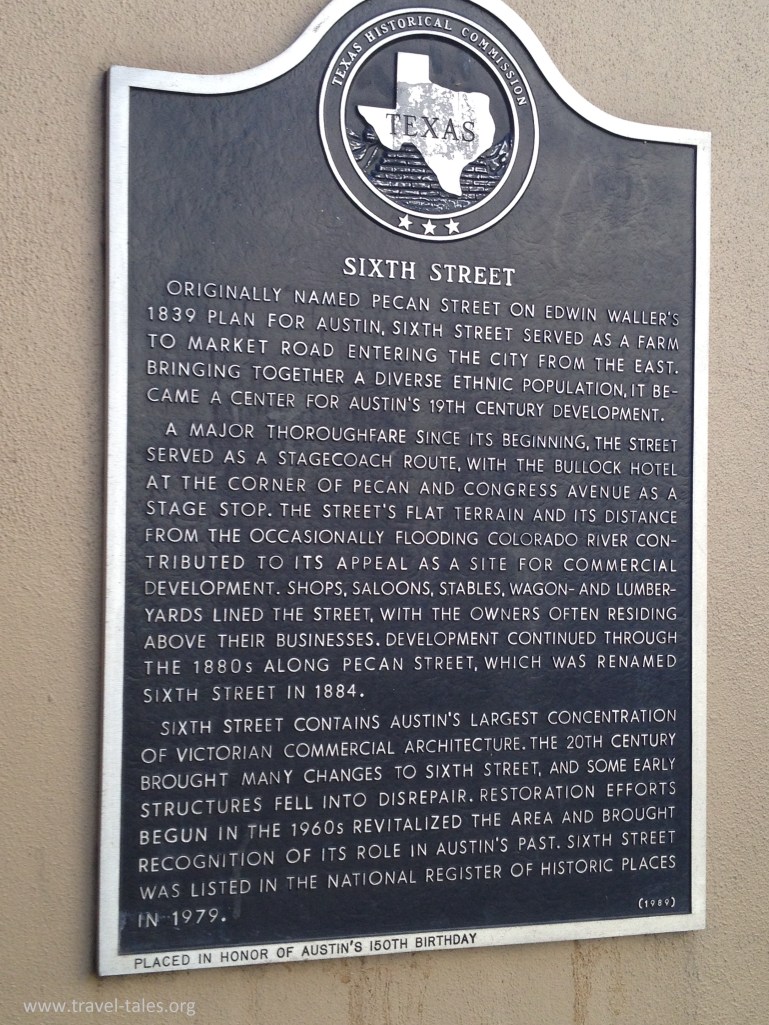 TEXAS HISTORICAL COMMISSION
TEXAS
SIXTH STREET
ORIGINALLY NAMED PECAN STREET ON EDWIN WALLER'S
1839 PLAN FOR AUSTIN, SIXTH STREET SERVED AS A FARM
TO MARKET ROAD ENTERING THE CITY FROM THE EAST.
BRINGING TOGETHER A DIVERSE ETHNIC POPULATION, IT BE-
CAME A CENTER FOR AUSTIN'S 19TH CENTURY DEVELOPMENT.
A MAJOR THOROUGHFARE SINCE ITS BEGINNING, THE STREET
SERVED AS A STAGECOACH ROUTE, WITH THE BULLOCK HOTEL
AT THE CORNER OF PECAN AND CONGRESS AVENUE AS A
STAGE STOP. THE STREET'S FLAT TERRAIN AND ITS DISTANCE
FROM THE OCCASIONALLY FLOODING COLORADO RIVER CON-
TRIBUTED TO ITS APPEAL AS A SITE FOR COMMERCIAL
DEVELOPMENT. SHOPS, SALOONS, STABLES, WAGON- AND LUMBER-
YARDS LINED THE STREET, WITH THE OWNERS OFTEN RESIDING
ABOVE THEIR BUSINESSES. DEVELOPMENT CONTINUED THROUGH
THE 1880s ALONG PECAN STREET, WHICH WAS RENAMED
SIXTH STREET IN 1884.
SIXTH STREET CONTAINS AUSTIN'S LARGEST CONCENTRATION
OF VICTORIAN COMMERCIAL ARCHITECTURE. THE 20TH CENTURY
BROUGHT MANY CHANGES TO SIXTH STREET, AND SOME EARLY
STRUCTURES FELL INTO DISREPAIR. RESTORATION EFFORTS
BEGUN IN THE 1960s REVITALIZED THE AREA AND BROUGHT
RECOGNITION OF ITS ROLE IN AUSTIN'S PAST. SIXTH STREET
WAS LISTED IN THE NATIONAL REGISTER OF HISTORIC PLACES
IN 1979.
(1989)
PLACED IN HONOR OF AUSTIN'S 150TH BIRTHDAY
www.travel-tales.org